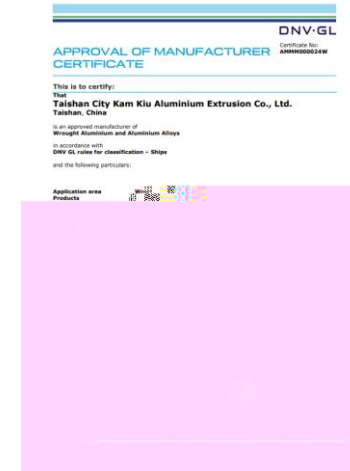 DNV·GL
APPROVAL OF MANUFACTURER
CERTIFICATE
Certificate No:
AMMM000024W
This is to certify:
That
Taishan City Kam Kiu Aluminium Extrusion Co., Ltd.
Taishan, China
is an approved manufacturer of
Wrought Aluminium and Aluminium Alloys
in accordance with
DNV GL rules for classification – Ships
and the following particulars:
Application area
Products